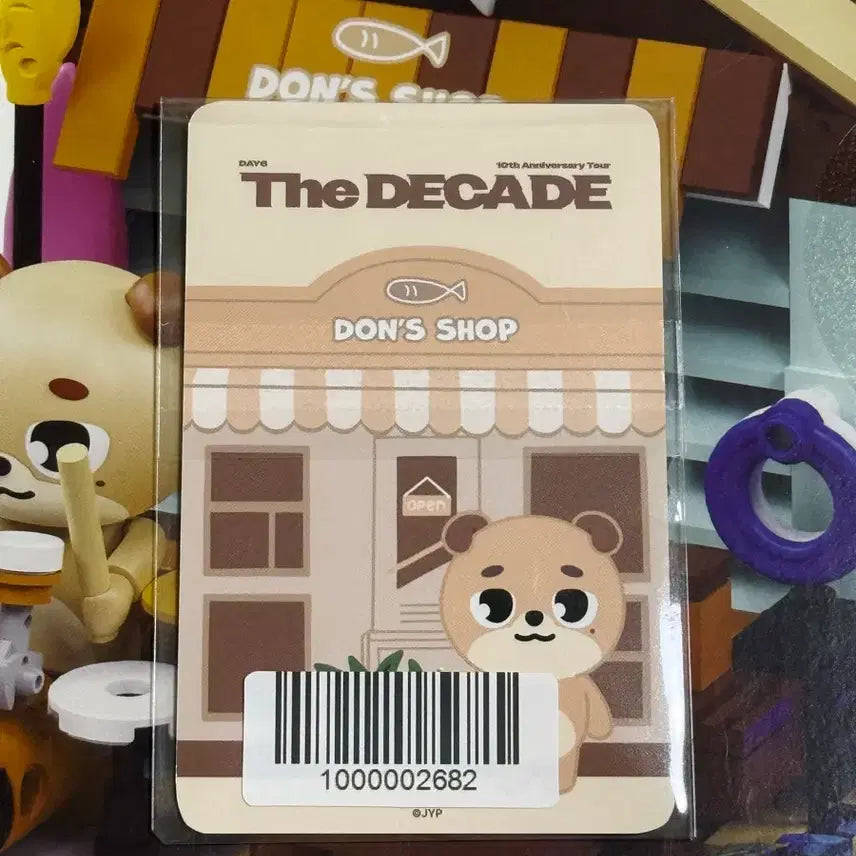 DON'S SHOP
DAY6
10th Anniversary Tour
The DECADE
DON'S SHOP
OPEN
1000002682
©JYP